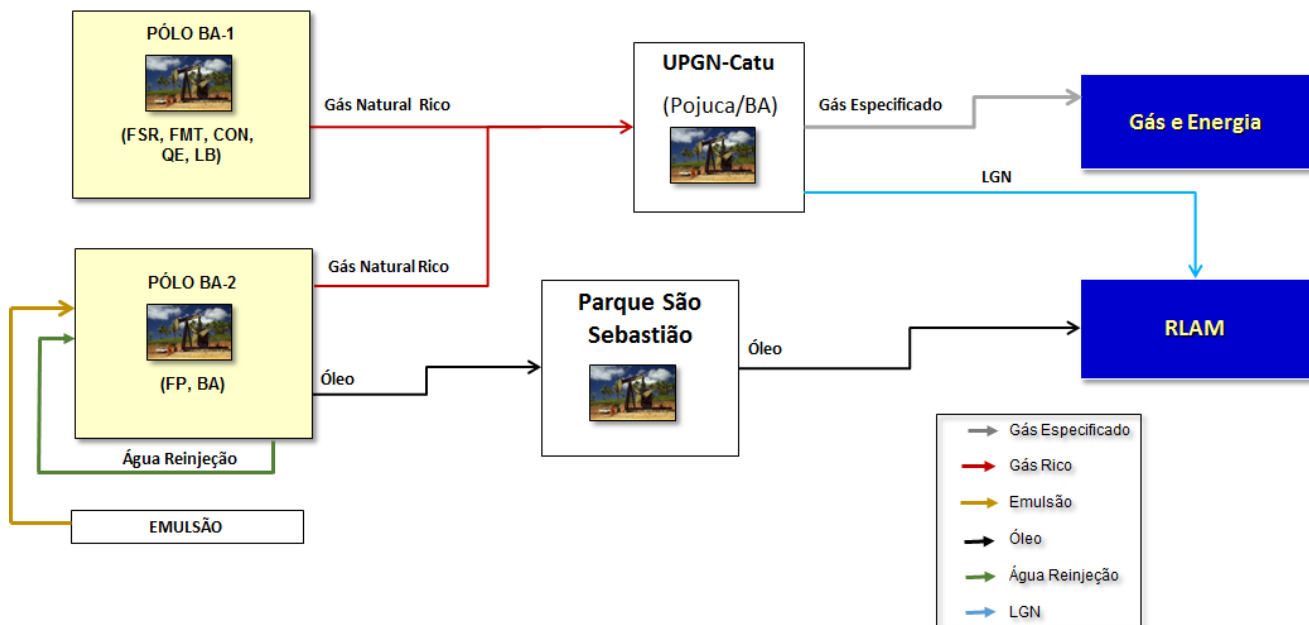 PÓLO BA-1
(FSR, FMT, CON,
QE, LB)
Gás Natural Rico
UPGN-Catu
(Pojuca/BA)
Gás Especificado
Gás e Energia
LGN
PÓLO BA-2
(FP, BA)
Gás Natural Rico
Óleo
Parque São
Sebastião
Óleo
RLAM
Água Reinjeção
EMULSÃO
Gás Especificado
Gás Rico
Emulsão
Óleo
Água Reinjeção
LGN